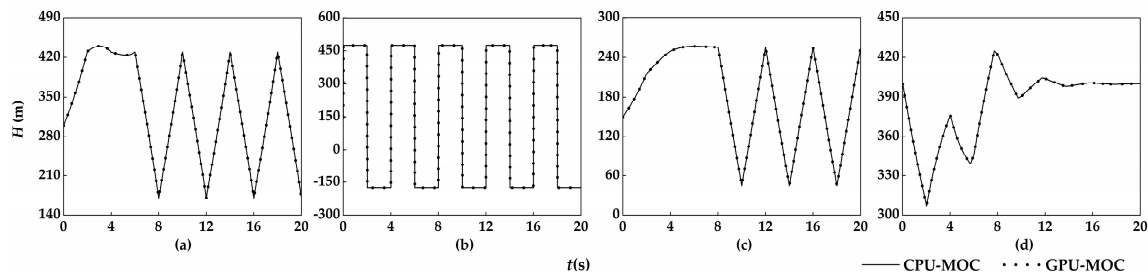 490 600 300 450
420 450 240 420
350 300 180 390
280 150 120 360
210 0 60 330
140 -150 0 300
-300
H (m)
0 4 8 12 16 20 0 4 8 12 16 20 0 4 8 12 16 20 0 4 8 12 16 20
(a) (b) (c) (d)
t(s)
CPU-MOC GPU-MOC